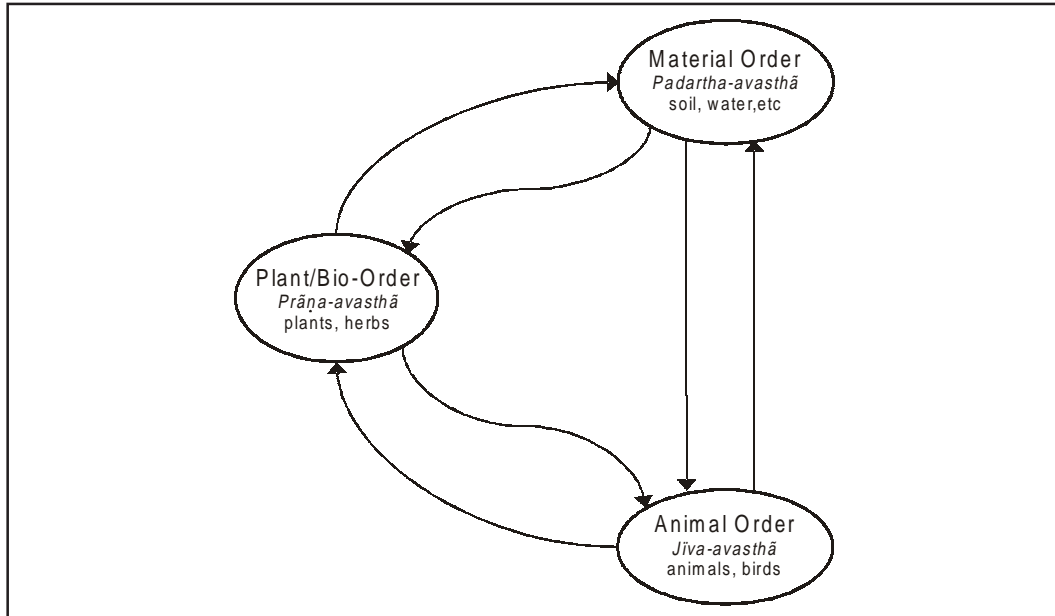 Material Order
Padartha-avasthã
soil, water,etc
Plant/Bio-Order
Prãṇa-avasthã
plants, herbs
Animal Order
Jïva-avasthã
animals, birds